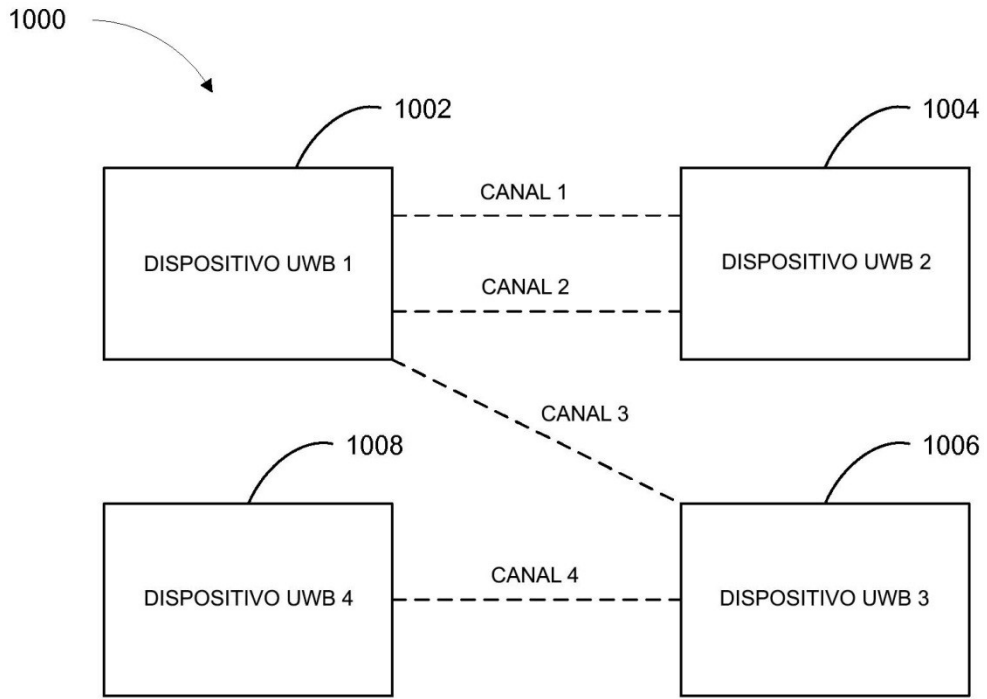 1000
1002
1004
CANAL 1
DISPOSITIVO UWB 1
DISPOSITIVO UWB 2
CANAL 2
CANAL 3
1008
1006
CANAL 4
DISPOSITIVO UWB 4
DISPOSITIVO UWB 3